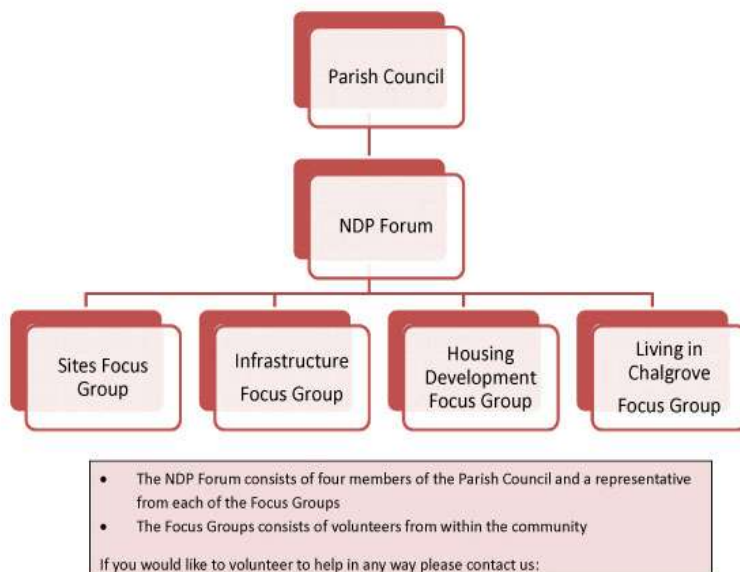 Parish Council
NDP Forum
Sites Focus
Group
Infrastructure
Focus Group
Housing
Development
Focus Group
Living in
Chalgrove
Focus Group
• The NDP Forum consists of four members of the Parish Council and a representative
from each of the Focus Groups
• The Focus Groups consists of volunteers from within the community
If you would like to volunteer to help in any way please contact us: